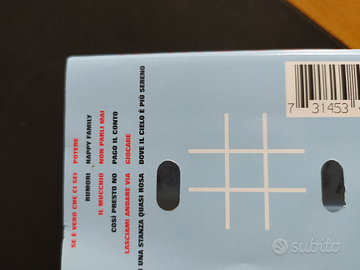 SE È VERO CHE CI SEI POTERE
RUMORI HAPPY FAMILY
IL MUCCHIO NON PARLI MAI
COSÌ PRESTO NO PAGO IL CONTO
LASCIAMI ANDARE VIA GIOCARE
UNA STANZA QUASI ROSA DOVE IL CIELO È PIÙ SERENO
7 31453
subito